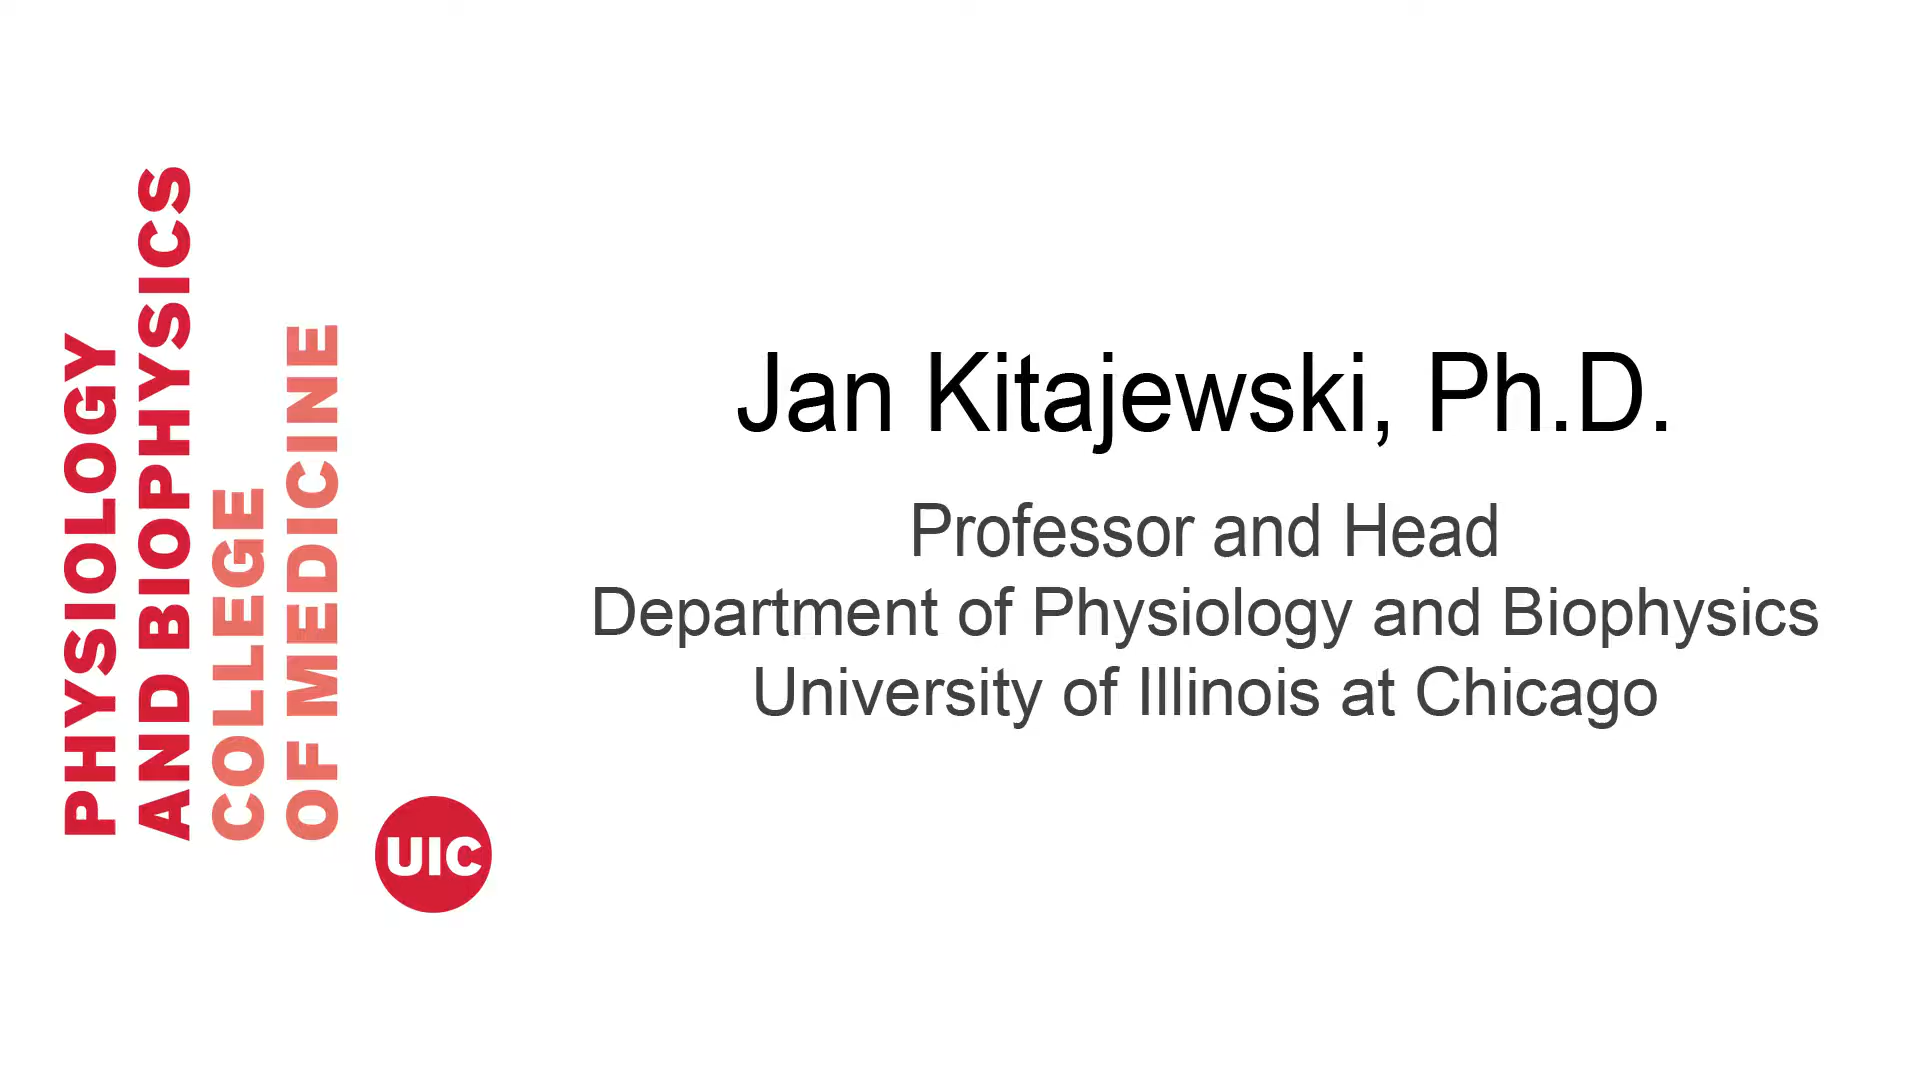 PHYSIOLOGY
AND BIOPHYSICS
COLLEGE
OF MEDICINE
UIC
Jan Kitajewski, Ph.D.
Professor and Head
Department of Physiology and Biophysics
University of Illinois at Chicago